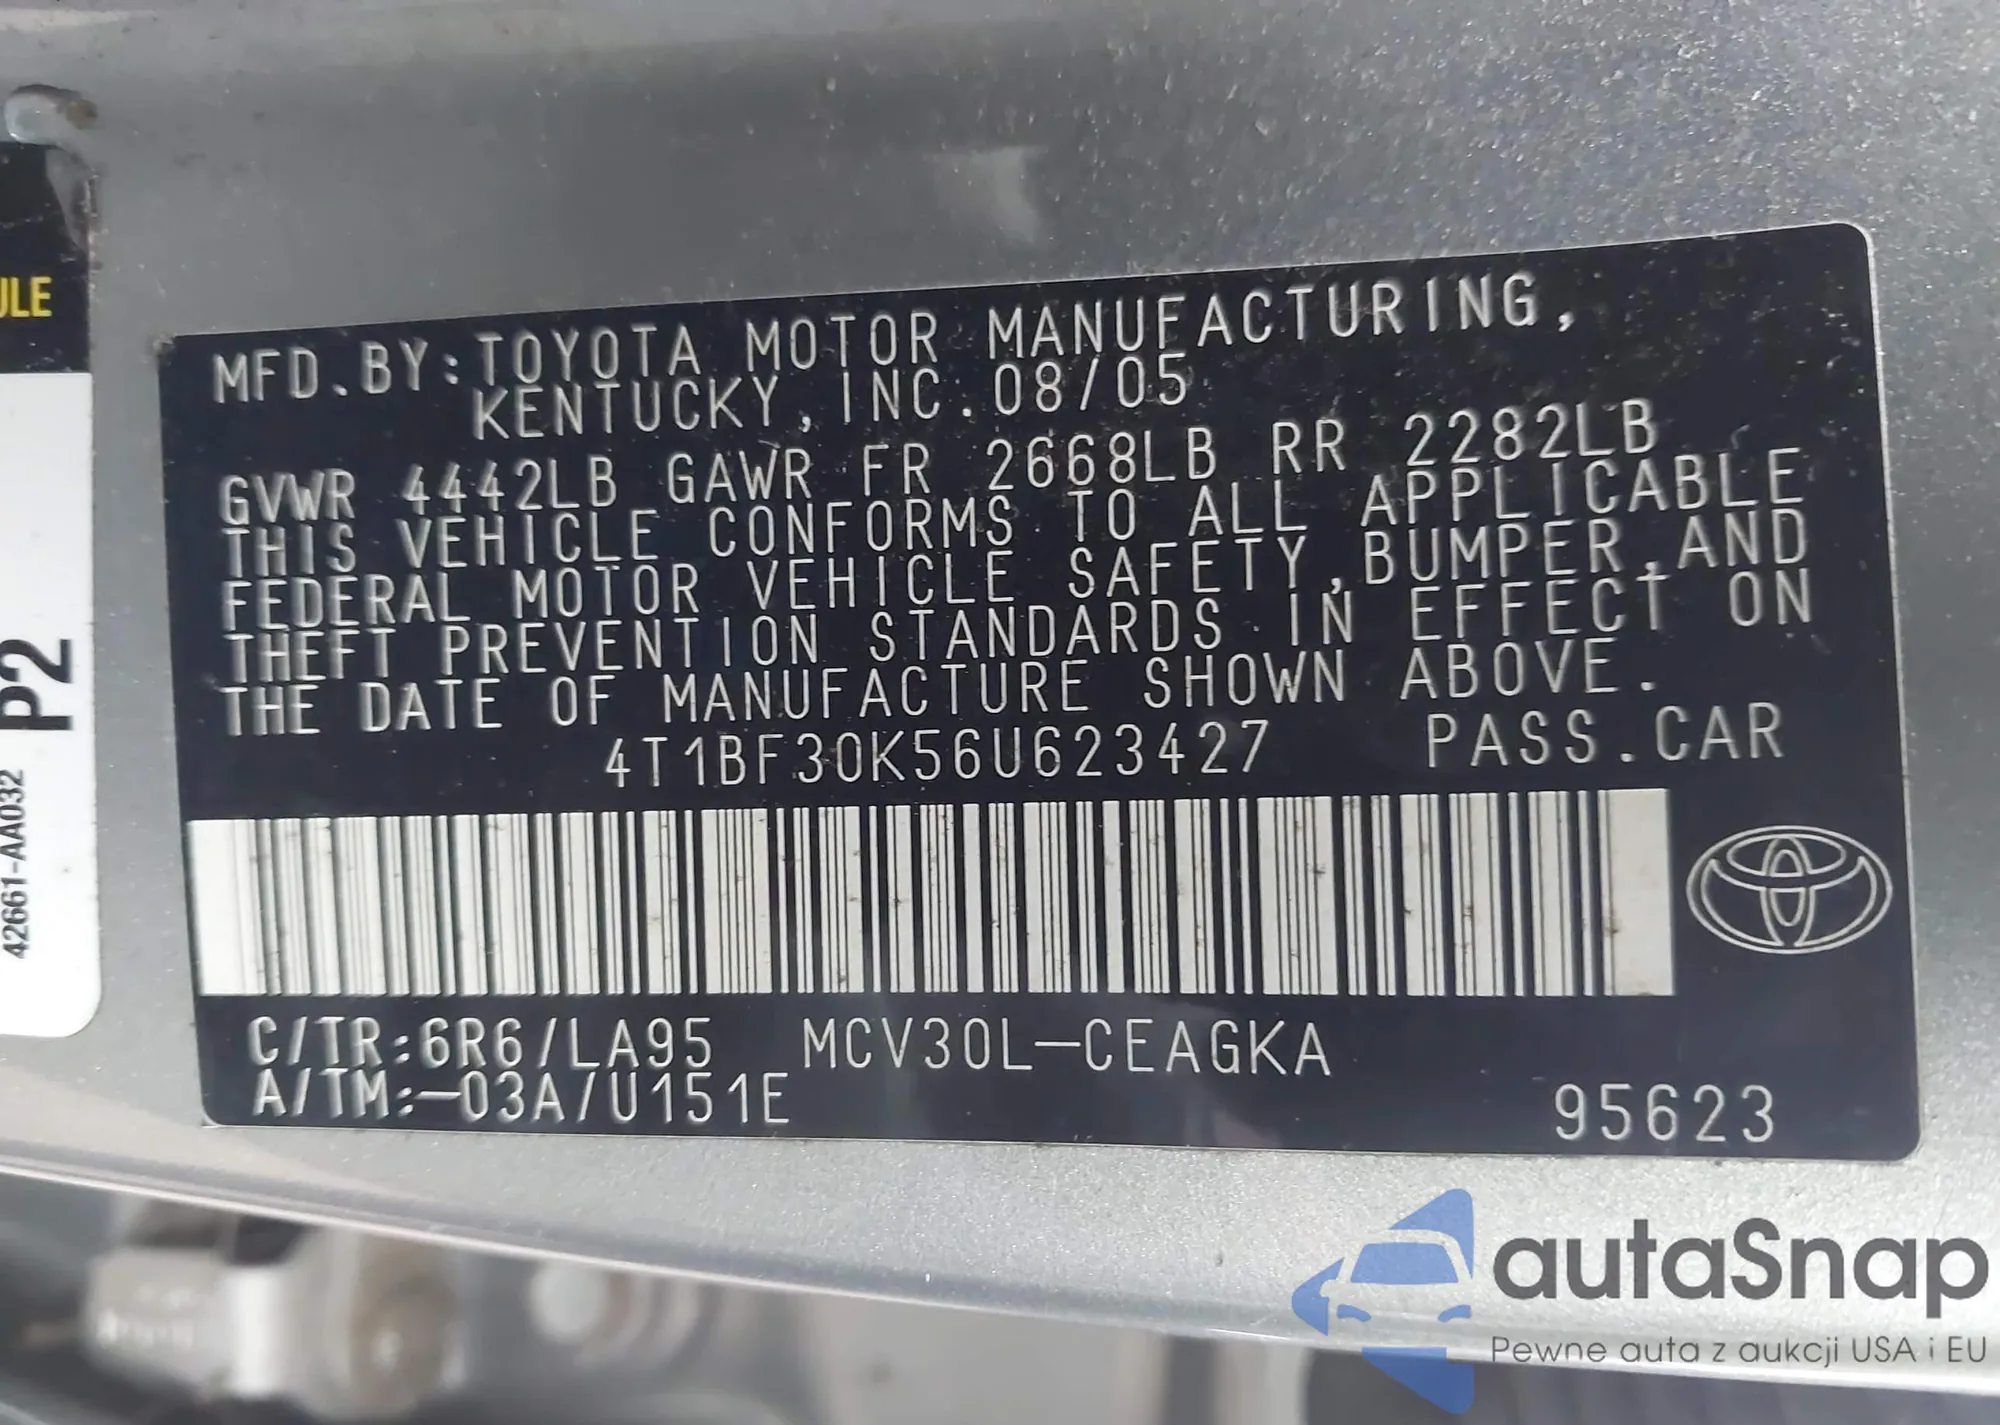 ULE
P2
42661-AA032
MFD.BY:TOYOTA MOTOR MANUFACTURING,
KENTUCKY, INC.08/05
GVWR 4442LB GAWR FR 2668LB RR 2282LB
THIS VEHICLE CONFORMS TO ALL APPLICABLE
FEDERAL MOTOR VEHICLE SAFETY,BUMPER,AND
THEFT PREVENTION STANDARDS IN EFFECT ON
THE DATE OF MANUFACTURE SHOWN ABOVE.
4T1BF30K56U623427 PASS.CAR
C/TR:6R6/LA95 MCV30L-CEAGKA
A/TM:-03A/U151E 95623
autaSnap
Pewne auta z aukcji USA i EU